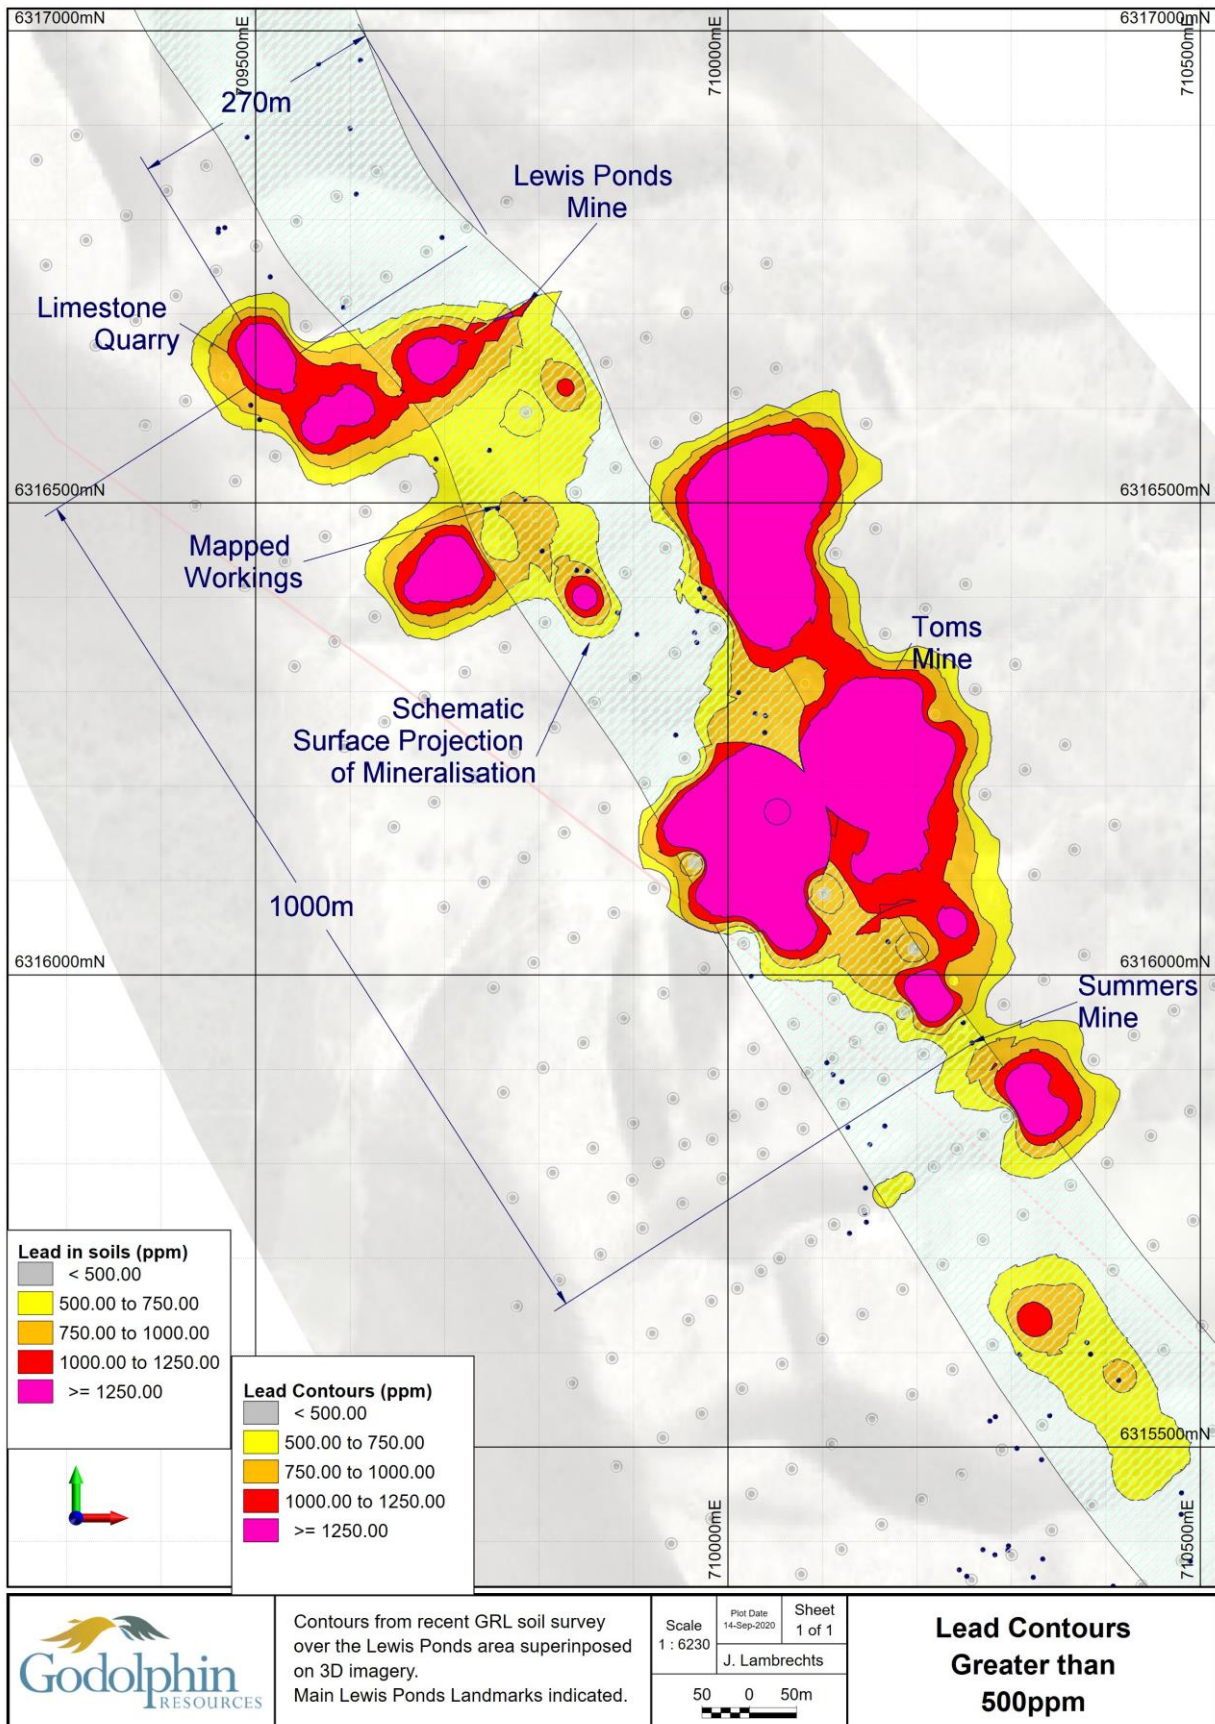 6317000mN
6317000mN
709500mE
710000mE
710500mE
270m
Lewis Ponds
Mine
Limestone
Quarry
6316500mN
6316500mN
Mapped
Workings
Toms
Mine
Schematic
Surface Projection
of Mineralisation
1000m
6316000mN
6316000mN
Summers
Mine
Lead in soils (ppm)
< 500.00
500.00 to 750.00
750.00 to 1000.00
1000.00 to 1250.00
>= 1250.00
Lead Contours (ppm)
< 500.00
500.00 to 750.00
750.00 to 1000.00
1000.00 to 1250.00
>= 1250.00
6315500mN
710000mE
710500mE
Godolphin
RESOURCES
Contours from recent GRL soil survey
over the Lewis Ponds area superinposed
on 3D imagery.
Main Lewis Ponds Landmarks indicated.
Scale
1 : 6230
Plot Date
14-Sep-2020
Sheet
1 of 1
J. Lambrechts
50 0 50m
Lead Contours
Greater than
500ppm